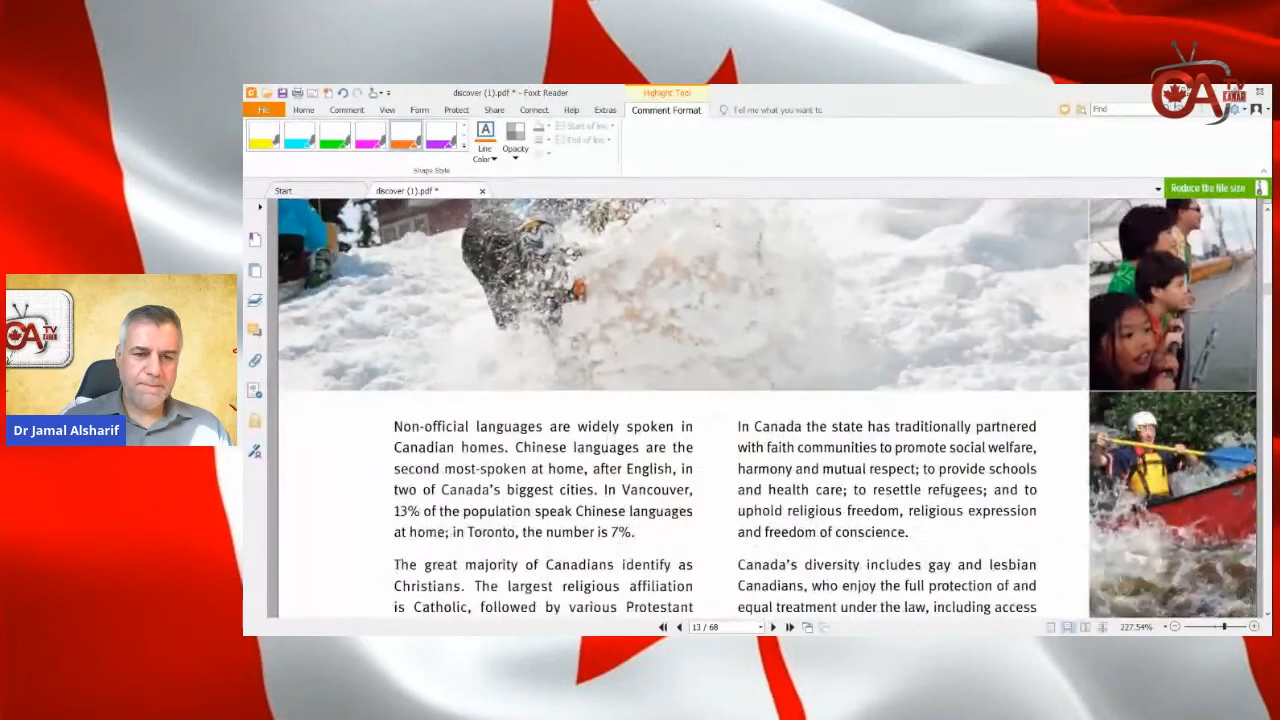 discover (1).pdf * - Foxit Reader
Highlight Tool
File
Home
Comment
View
Form
Protect
Share
Connect
Help
Extras
Comment Format
Tell me what you want to
Find
Line
Color
Opacity
Start of line
End of line
Shape Style
Start
discover (1).pdf *
Reduce the file size
CA
TV
Dr Jamal Alsharif
Non-official languages are widely spoken in
Canadian homes. Chinese languages are the
second most-spoken at home, after English, in
two of Canada's biggest cities. In Vancouver,
13% of the population speak Chinese languages
at home; in Toronto, the number is 7%.
The great majority of Canadians identify as
Christians. The largest religious affiliation
is Catholic, followed by various Protestant
In Canada the state has traditionally partnered
with faith communities to promote social welfare,
harmony and mutual respect; to provide schools
and health care; to resettle refugees; and to
uphold religious freedom, religious expression
and freedom of conscience.
Canada's diversity includes gay and lesbian
Canadians, who enjoy the full protection of and
equal treatment under the law, including access
13 / 68
227.54%